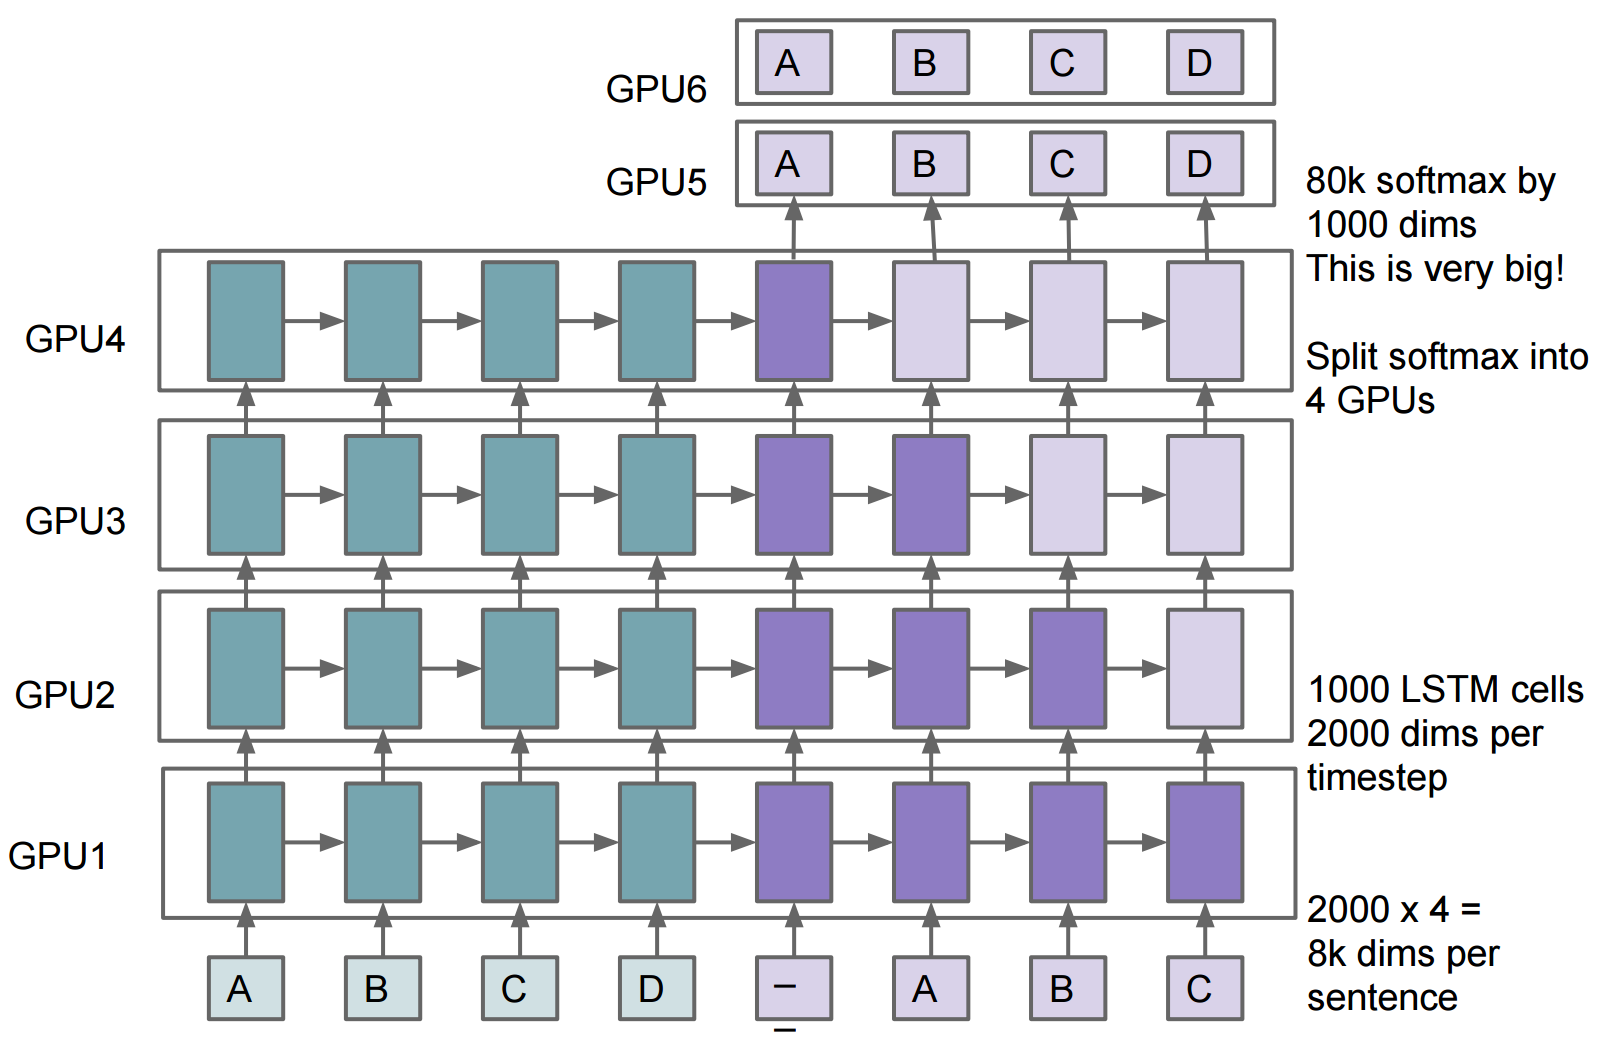 GPU6
A B C D
GPU5
A B C D
80k softmax by
1000 dims
This is very big!
Split softmax into
4 GPUs
GPU4
GPU3
GPU2
1000 LSTM cells
2000 dims per
timestep
GPU1
2000 x 4 =
8k dims per
sentence
A B C D _ A B C
_